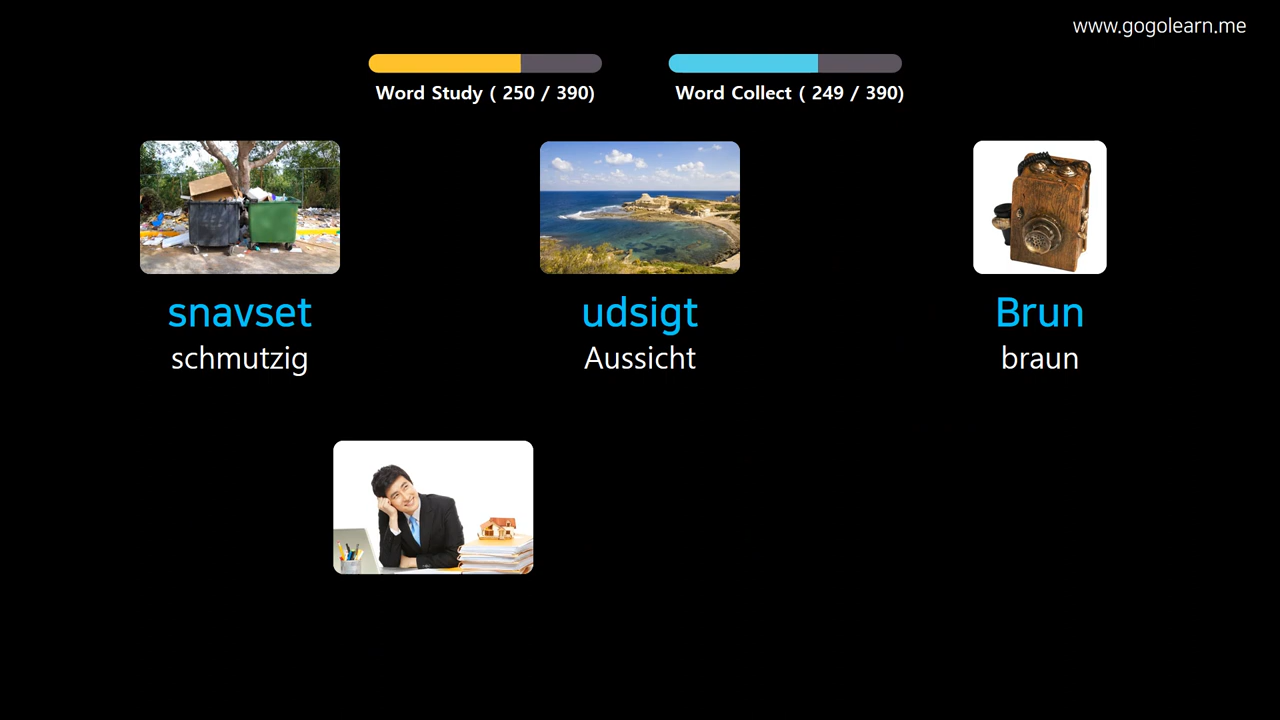 www.gogolearn.me
Word Study ( 250 / 390)
Word Collect ( 249 / 390)
snavset
udsigt
Brun
schmutzig
Aussicht
braun